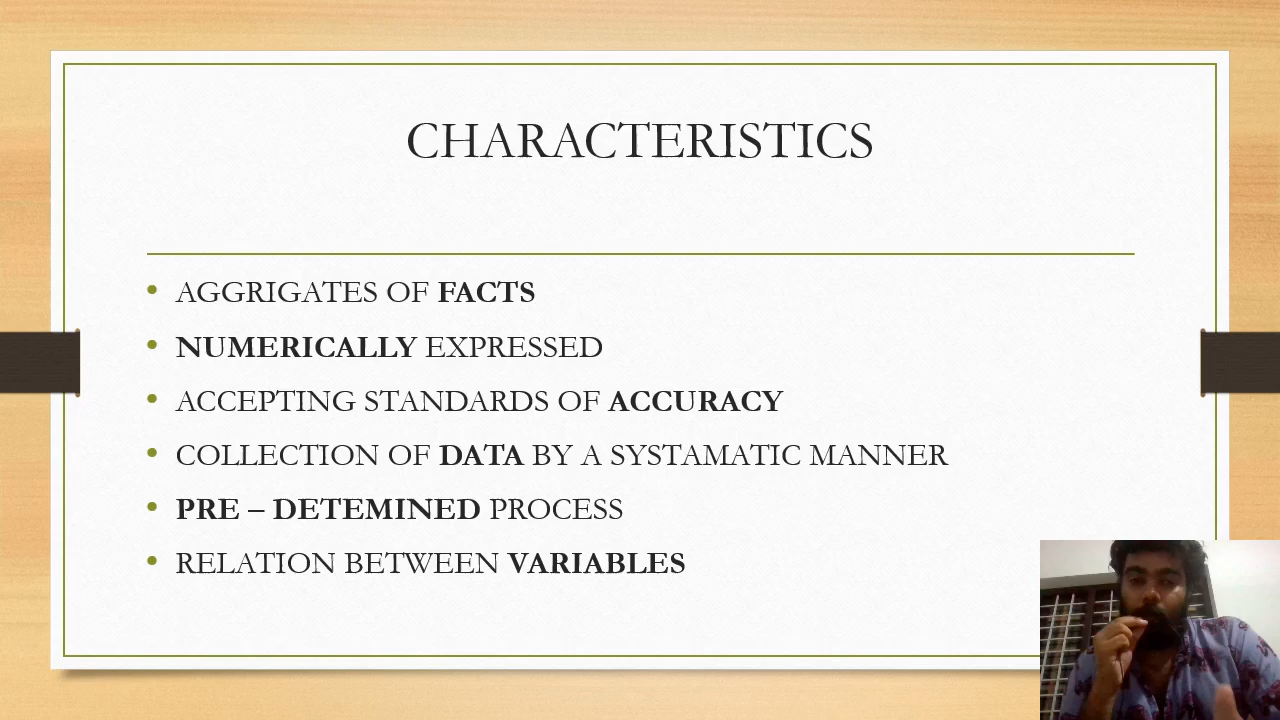 CHARACTERISTICS
• AGGRIGATES OF FACTS
• NUMERICALLY EXPRESSED
• ACCEPTING STANDARDS OF ACCURACY
• COLLECTION OF DATA BY A SYSTAMATIC MANNER
• PRE – DETEMINED PROCESS
• RELATION BETWEEN VARIABLES